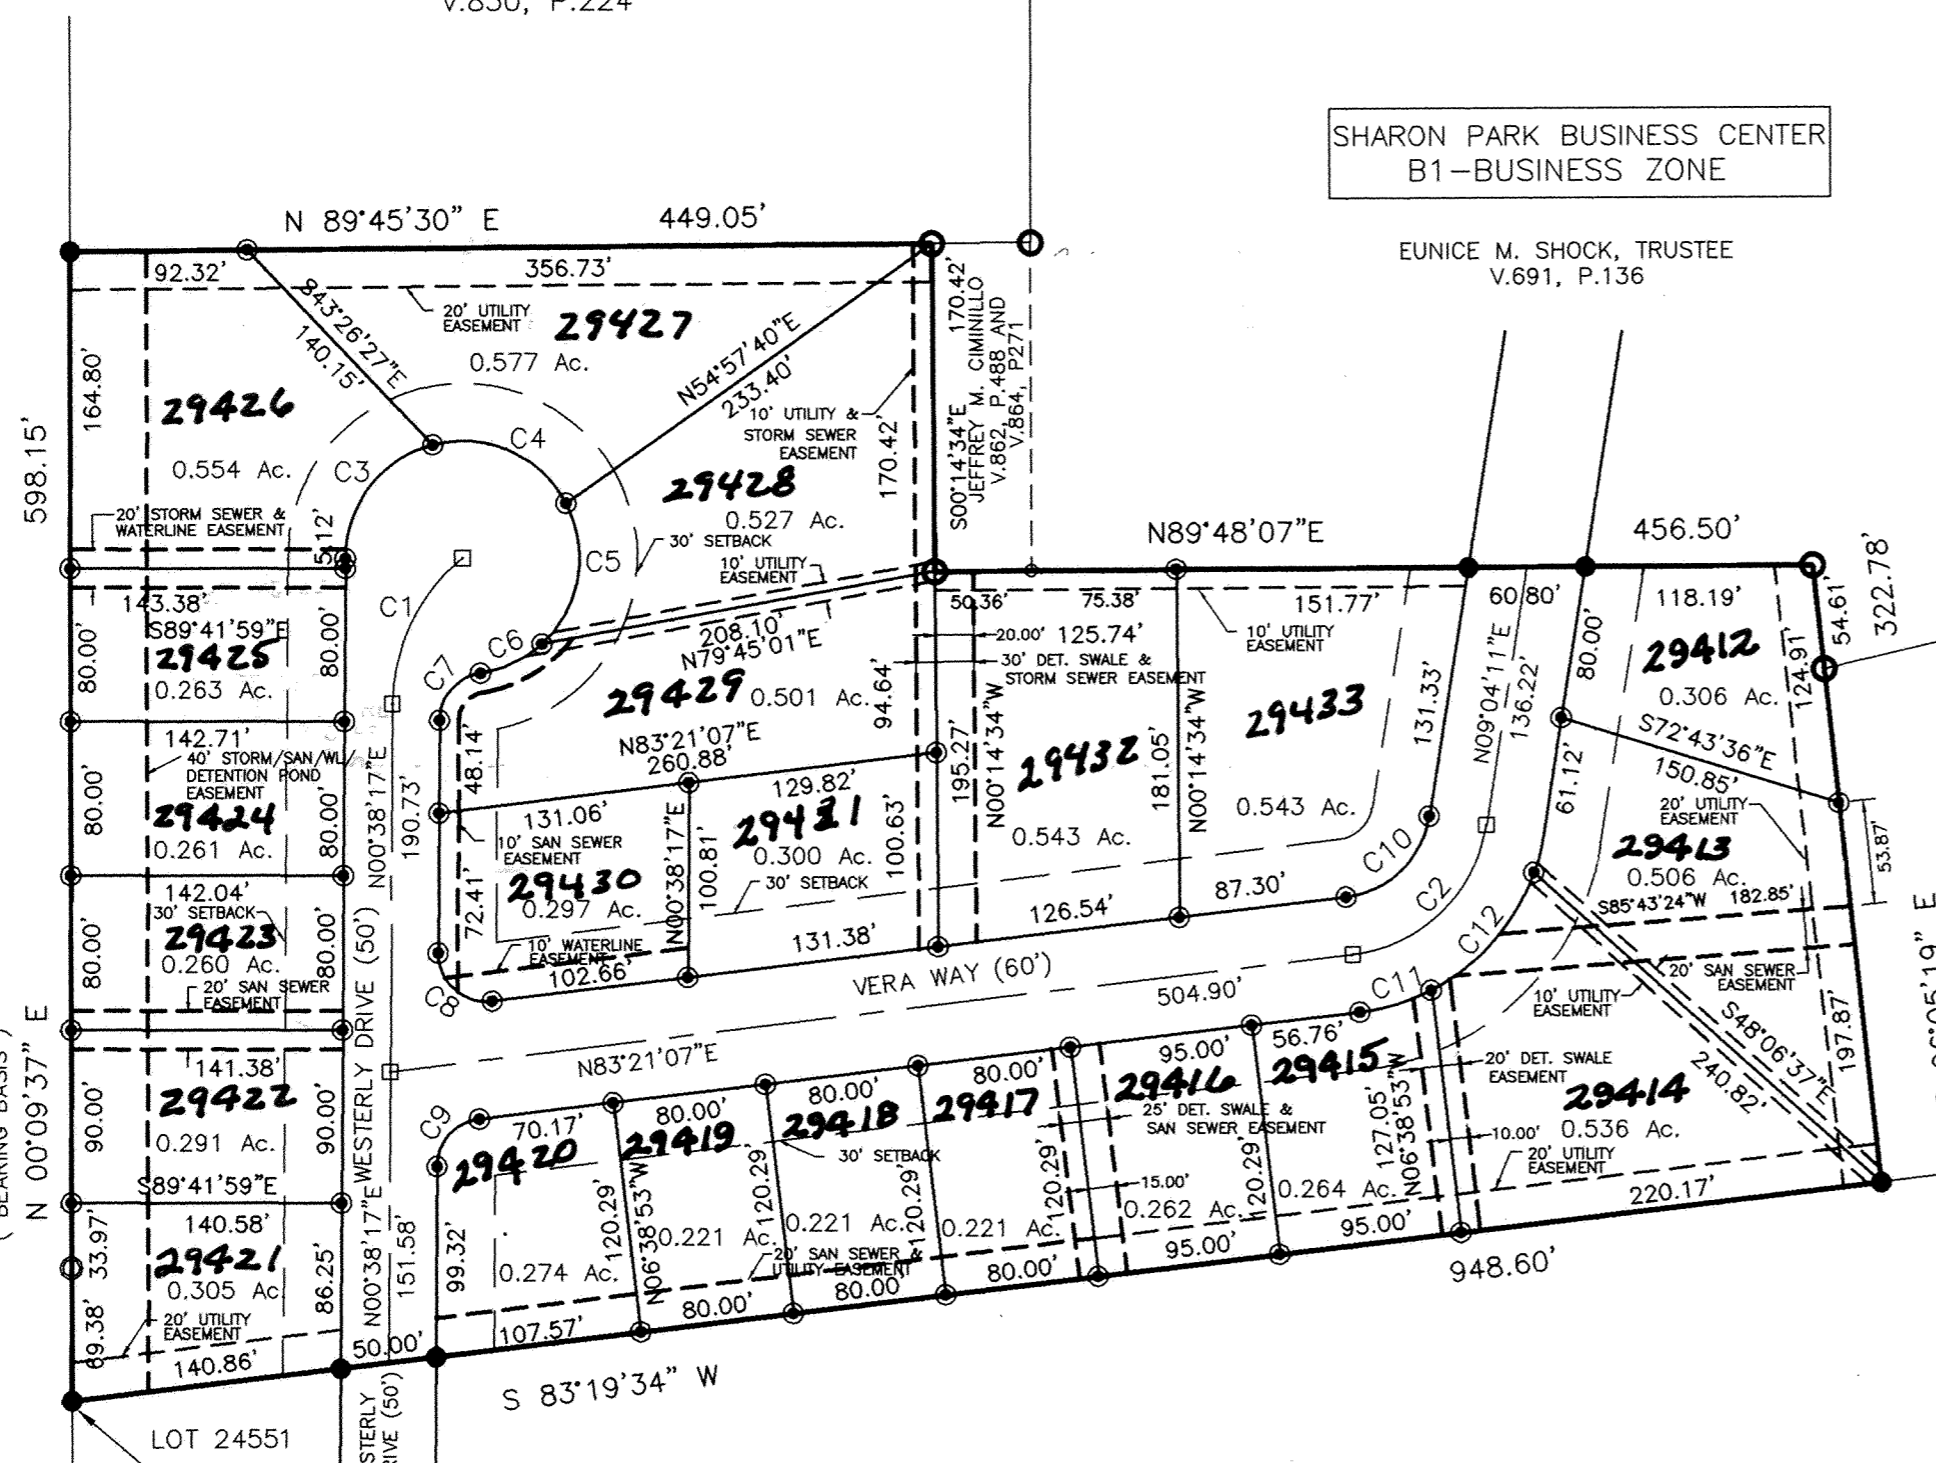 V.830, P.224
SHARON PARK BUSINESS CENTER
B1-BUSINESS ZONE
EUNICE M. SHOCK, TRUSTEE
V.691, P.136
N 89°45'30" E 449.05'
92.32'
356.73'
20' UTILITY
EASEMENT
29427
0.577 Ac.
S43°26'27"E
140.15'
N54°57'40"E
233.40'
10' UTILITY &
STORM SEWER
EASEMENT
170.42'
S00°14'34"E 170.42'
JEFFREY M. CIMINILLO
V.862, P.488 AND
V.864, P271
164.80'
598.15'
29426
0.554 Ac.
C3
C4
20' STORM SEWER &
WATERLINE EASEMENT
5.12'
29428
0.527 Ac.
30' SETBACK
10' UTILITY
EASEMENT
C5
N89°48'07"E
456.50'
322.78'
54.61'
C1
C6
C7
143.38'
S89°41'59"E
29425
0.263 Ac.
80.00'
80.00'
208.10'
N79°45'01"E
29429
0.501 Ac.
94.64'
50.36'
75.38'
20.00'
125.74'
30' DET. SWALE &
STORM SEWER EASEMENT
151.77'
10' UTILITY
EASEMENT
60.80'
118.19'
29412
0.306 Ac.
124.91'
80.00'
N09°04'11"E
136.22'
131.33'
S72°43'36"E
150.85'
61.12'
142.71'
40' STORM/SAN/WL/
DETENTION POND
EASEMENT
29424
0.261 Ac.
80.00'
80.00'
N00°38'17"E
190.73'
48.14'
N83°21'07"E
260.88'
129.82'
131.06'
10' SAN SEWER
EASEMENT
29431
0.300 Ac.
100.63'
30' SETBACK
195.27'
N00°14'34"W
29432
0.543 Ac.
181.05'
N00°14'34"W
29433
0.543 Ac.
C10
C2
20' UTILITY
EASEMENT
29413
0.506 Ac.
S85°43'24"W 182.85'
53.87'
142.04'
30' SETBACK
29423
0.260 Ac.
80.00'
80.00'
20' SAN SEWER
EASEMENT
72.41'
29430
0.297 Ac.
N00°38'17"E
100.81'
10' WATERLINE
EASEMENT
102.66'
131.38'
126.54'
87.30'
C8
VERA WAY (60')
504.90'
N83°21'07"E
C12
C11
10' UTILITY
EASEMENT
20' SAN SEWER
EASEMENT
S48°06'37"E
240.82'
197.87'
WESTERLY DRIVE (50')
N 00°09'37" E
141.38'
29422
0.291 Ac.
90.00'
90.00'
S89°41'59"E
C9
70.17'
29420
0.274 Ac.
99.32'
107.57'
80.00'
29419
0.221 Ac.
120.29'
N06°38'53"W
80.00'
80.00'
29418
0.221 Ac.
120.29'
80.00'
30' SETBACK
80.00'
29417
0.221 Ac.
120.29'
80.00'
20' SAN SEWER &
UTILITY EASEMENT
95.00'
29416
0.262 Ac.
120.29'
25' DET. SWALE &
SAN SEWER EASEMENT
15.00'
95.00'
56.76'
29415
0.264 Ac.
120.29'
127.05'
N06°38'53"W
95.00'
20' DET. SWALE
EASEMENT
29414
0.536 Ac.
10.00'
20' UTILITY
EASEMENT
220.17'
140.58'
29421
0.305 Ac
33.97'
69.38'
86.25'
N00°38'17"E
151.58'
20' UTILITY
EASEMENT
140.86'
50.00'
S 83°19'34" W
948.60'
LOT 24551